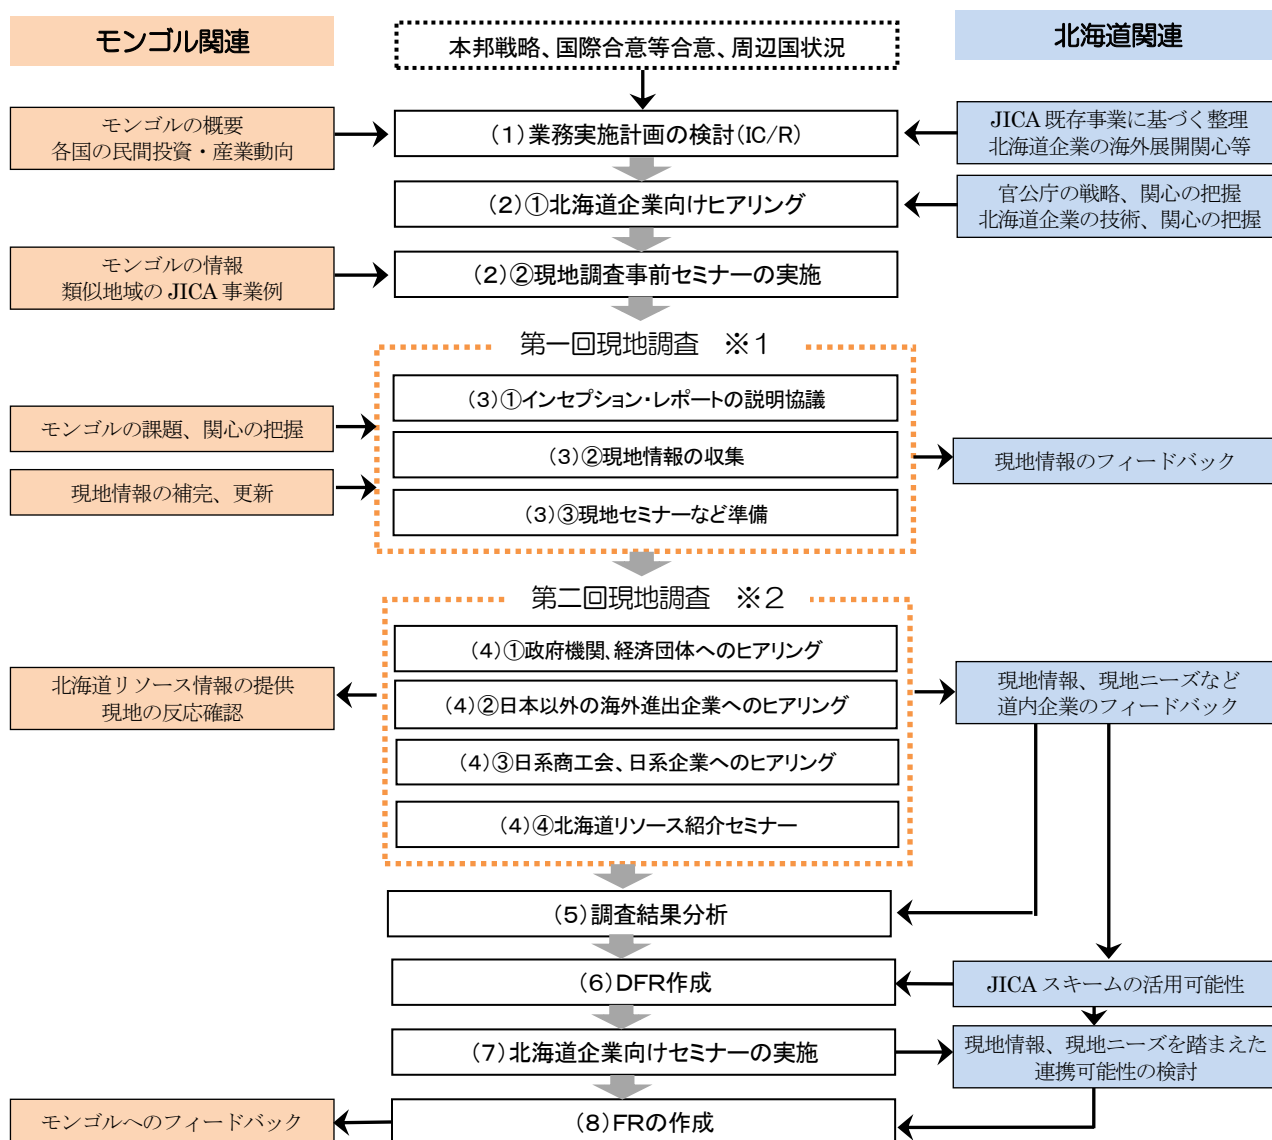 モンゴル関連
本邦戦略、国際合意等合意、周辺国状況
北海道関連
モンゴルの概要
各国の民間投資・産業動向
(1)業務実施計画の検討(IC/R)
JICA 既存事業に基づく整理
北海道企業の海外展開関心等
(2)①北海道企業向けヒアリング
官公庁の戦略、関心の把握
北海道企業の技術、関心の把握
モンゴルの情報
類似地域の JICA 事業例
(2)②現地調査事前セミナーの実施
第一回現地調査 ※1
(3)①インセプション・レポートの説明協議
モンゴルの課題、関心の把握
(3)②現地情報の収集
現地情報のフィードバック
現地情報の補完、更新
(3)③現地セミナーなど準備
第二回現地調査 ※2
(4)①政府機関、経済団体へのヒアリング
北海道リソース情報の提供
現地の反応確認
(4)②日本以外の海外進出企業へのヒアリング
現地情報、現地ニーズなど
道内企業のフィードバック
(4)③日系商工会、日系企業へのヒアリング
(4)④北海道リソース紹介セミナー
(5)調査結果分析
(6)DFR作成
JICA スキームの活用可能性
(7)北海道企業向けセミナーの実施
現地情報、現地ニーズを踏まえた
連携可能性の検討
モンゴルへのフィードバック
(8)FRの作成